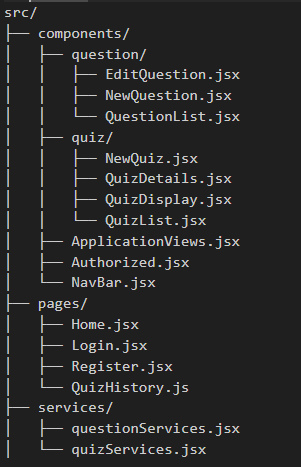 src/
├── components/
│   ├── question/
│   │   ├── EditQuestion.jsx
│   │   ├── NewQuestion.jsx
│   │   └── QuestionList.jsx
│   ├── quiz/
│   │   ├── NewQuiz.jsx
│   │   ├── QuizDetails.jsx
│   │   ├── QuizDisplay.jsx
│   │   └── QuizList.jsx
│   ├── ApplicationViews.jsx
│   ├── Authorized.jsx
│   └── NavBar.jsx
├── pages/
│   ├── Home.jsx
│   ├── Login.jsx
│   ├── Register.jsx
│   └── QuizHistory.js
├── services/
│   ├── questionServices.jsx
│   └── quizServices.jsx